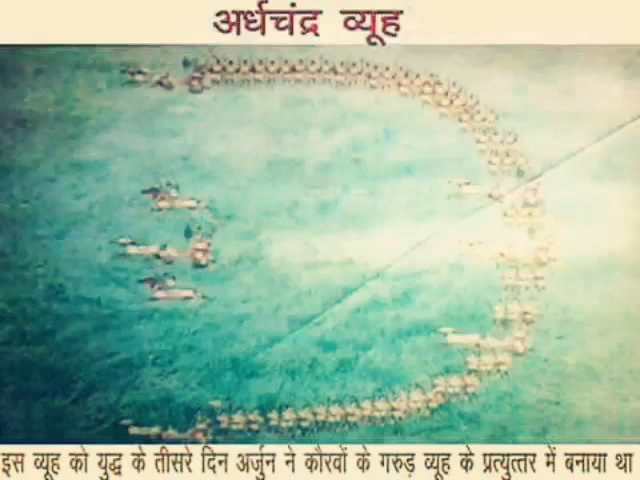 अर्धचंद्र व्यूह
इस व्यूह को युद्ध के तीसरे दिन अर्जुन ने कौरवों के गरुड़ व्यूह के प्रत्युत्तर में बनाया था